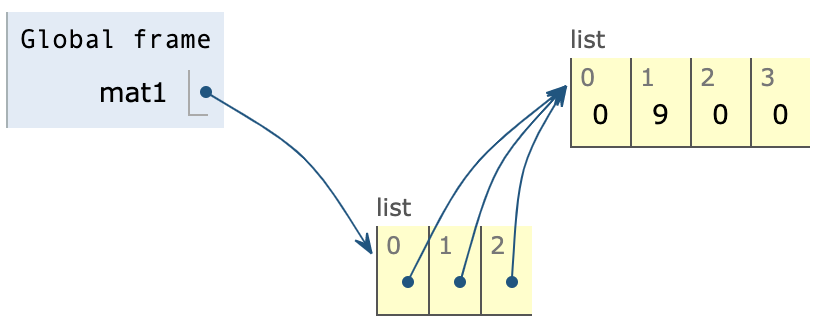 Global frame
mat1
list
0 1 2 3
0 9 0 0
list
0 1 2